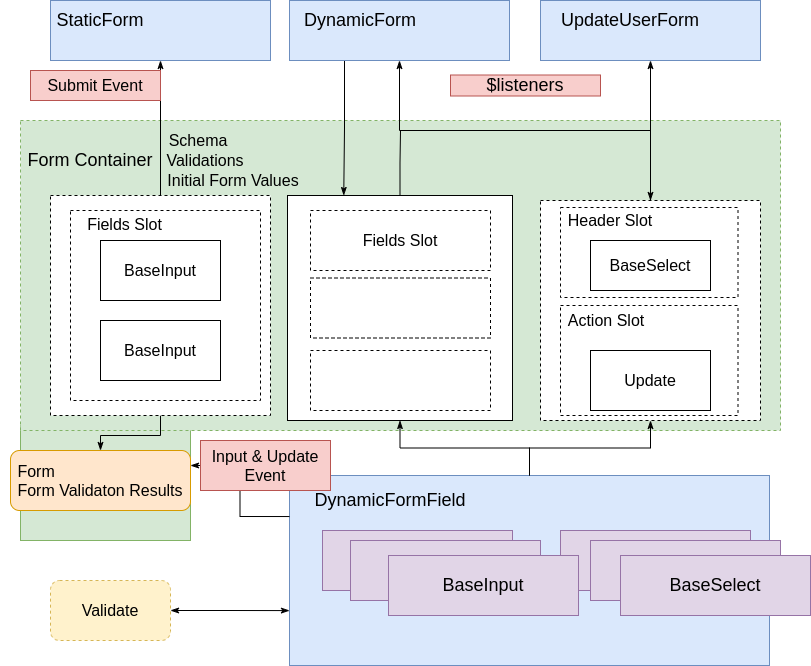 StaticForm
DynamicForm
UpdateUserForm
Submit Event
$listeners
Form Container
Schema
Validations
Initial Form Values
Fields Slot
BaseInput
BaseInput
Fields Slot
Header Slot
BaseSelect
Action Slot
Update
Form
Form Validaton Results
Input & Update
Event
DynamicFormField
BaseInput
BaseSelect
Validate